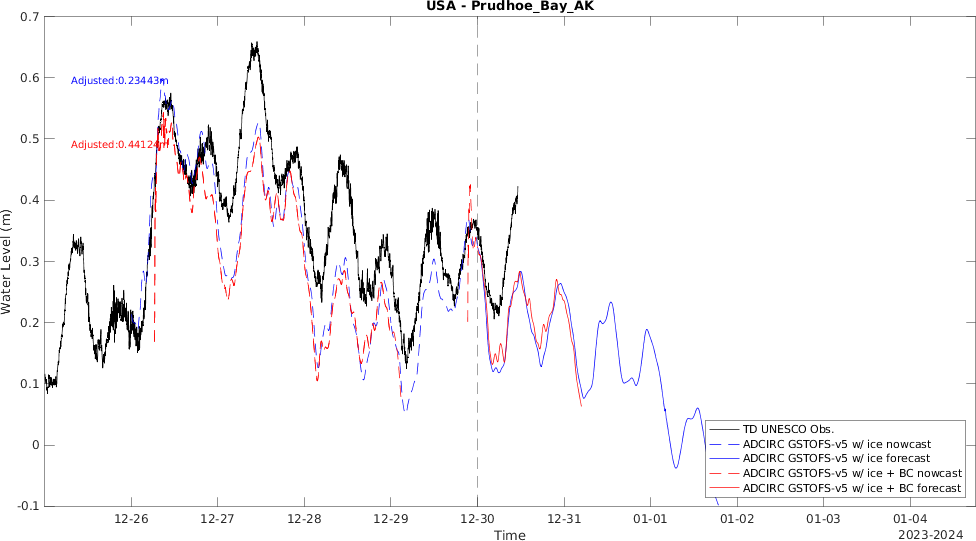 USA - Prudhoe_Bay_AK
0.7
0.6
0.5
0.4
0.3
0.2
0.1
0
-0.1
Water Level (m)
Adjusted:0.23443m
Adjusted:0.44124m
TD UNESCO Obs.
ADCIRC GSTOFS-v5 w/ ice nowcast
ADCIRC GSTOFS-v5 w/ ice forecast
ADCIRC GSTOFS-v5 w/ ice + BC nowcast
ADCIRC GSTOFS-v5 w/ ice + BC forecast
12-26 12-27 12-28 12-29 12-30 12-31 01-01 01-02 01-03 01-04
Time
2023-2024